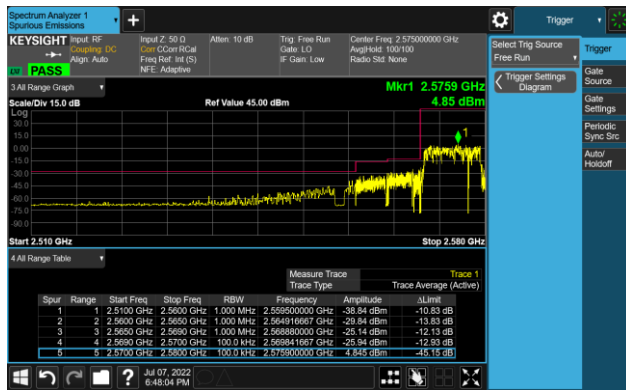 Spectrum Analyzer 1
Spurious Emissions
Trigger
KEYSIGHT Input: RF Input Z: 50 Ω Atten: 10 dB Trig: Free Run Center Freq: 2.575000000 GHz
Coupling: DC Corr CCorr RCal Gate: LO Avg|Hold: 100/100
Align: Auto Freq Ref: Int (S) IF Gain: Low Radio Std: None
NFE: Adaptive
PASS
Select Trig Source
Free Run
Trigger Settings
Diagram
Trigger
Gate
Source
Gate
Settings
Periodic
Sync Src
Auto/
Holdoff
3 All Range Graph
Mkr1 2.5759 GHz
Scale/Div 15.0 dB Ref Value 45.00 dBm 4.85 dBm
Log
30.0
15.0
0.00
-15.0
-30.0
-45.0
-60.0
-75.0
-90.0
1
Start 2.510 GHz Stop 2.580 GHz
4 All Range Table
Measure Trace Trace 1
Trace Type Trace Average (Active)
Spur Range Start Freq Stop Freq RBW Frequency Amplitude ΔLimit
1 1 2.5100 GHz 2.5600 GHz 1.000 MHz 2.559500000 GHz -38.84 dBm -10.83 dB
2 2 2.5600 GHz 2.5650 GHz 1.000 MHz 2.564916667 GHz -29.84 dBm -13.83 dB
3 3 2.5650 GHz 2.5690 GHz 1.000 MHz 2.568880000 GHz -25.14 dBm -12.13 dB
4 4 2.5690 GHz 2.5700 GHz 100.0 kHz 2.569841667 GHz -25.94 dBm -12.93 dB
5 5 2.5700 GHz 2.5800 GHz 100.0 kHz 2.575900000 GHz 4.845 dBm -45.15 dB
Jul 07, 2022
6:48:04 PM